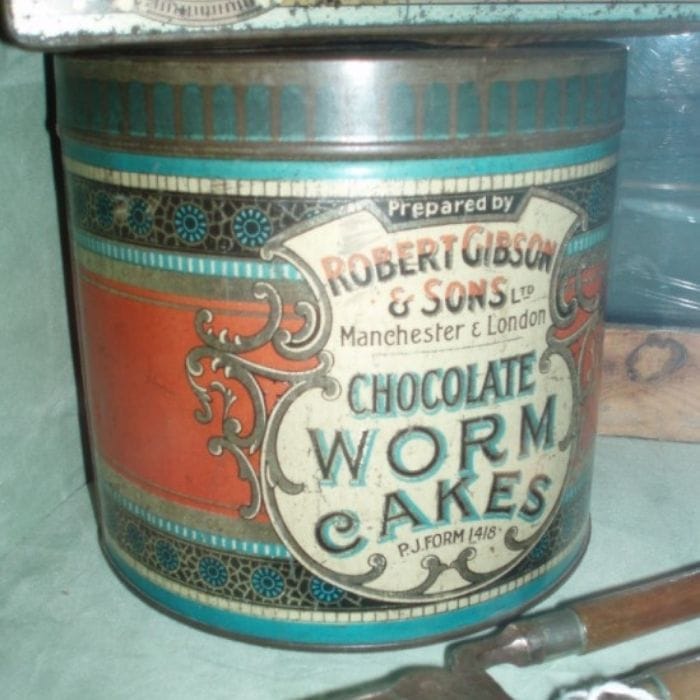 Prepared by
ROBERT GIBSON
& SONS LTD
Manchester & London
CHOCOLATE
WORM
CAKES
P.J. FORM 1418.